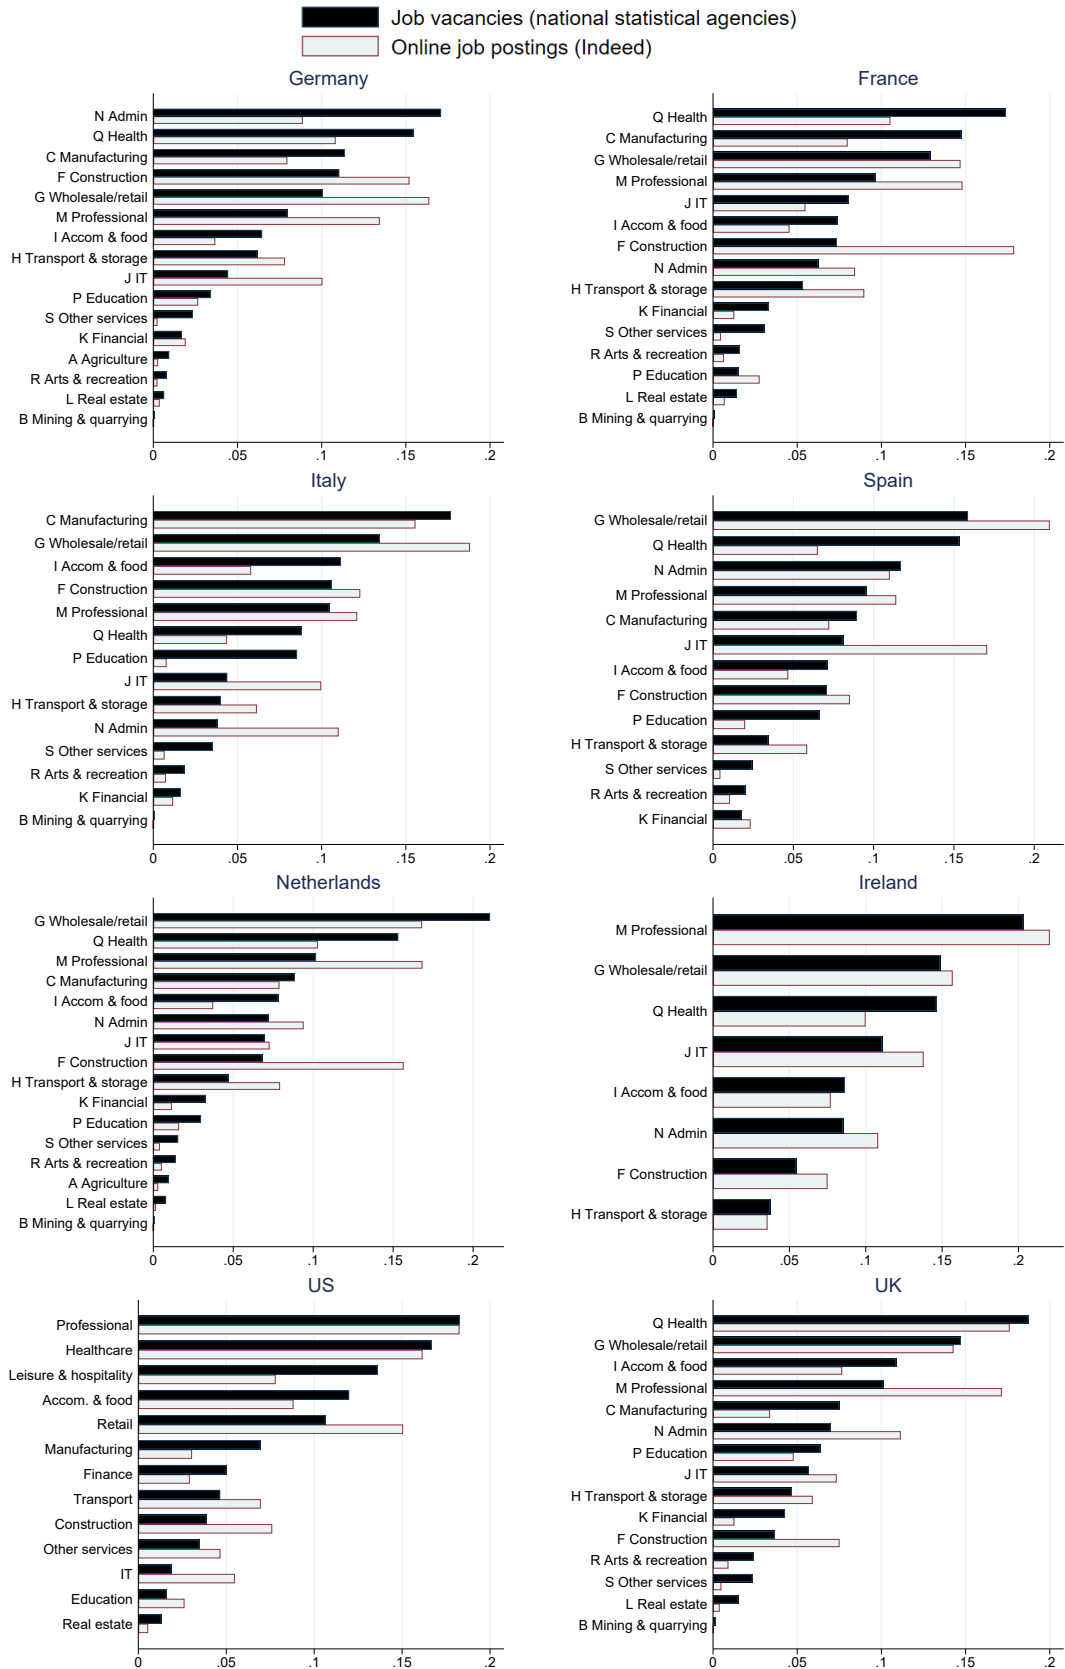 Job vacancies (national statistical agencies)
Online job postings (Indeed)
Germany
N Admin
Q Health
C Manufacturing
F Construction
G Wholesale/retail
M Professional
I Accom & food
H Transport & storage
J IT
P Education
S Other services
K Financial
A Agriculture
R Arts & recreation
L Real estate
B Mining & quarrying
0 .05 .1 .15 .2
France
Q Health
C Manufacturing
G Wholesale/retail
M Professional
J IT
I Accom & food
F Construction
N Admin
H Transport & storage
K Financial
S Other services
R Arts & recreation
P Education
L Real estate
B Mining & quarrying
0 .05 .1 .15 .2
Italy
C Manufacturing
G Wholesale/retail
I Accom & food
F Construction
M Professional
Q Health
P Education
J IT
H Transport & storage
N Admin
S Other services
R Arts & recreation
K Financial
B Mining & quarrying
0 .05 .1 .15 .2
Spain
G Wholesale/retail
Q Health
N Admin
M Professional
C Manufacturing
J IT
I Accom & food
F Construction
P Education
H Transport & storage
S Other services
R Arts & recreation
K Financial
0 .05 .1 .15 .2
Netherlands
G Wholesale/retail
Q Health
M Professional
C Manufacturing
I Accom & food
N Admin
J IT
F Construction
H Transport & storage
K Financial
P Education
S Other services
R Arts & recreation
A Agriculture
L Real estate
B Mining & quarrying
0 .05 .1 .15 .2
Ireland
M Professional
G Wholesale/retail
Q Health
J IT
I Accom & food
N Admin
F Construction
H Transport & storage
0 .05 .1 .15 .2
US
Professional
Healthcare
Leisure & hospitality
Accom. & food
Retail
Manufacturing
Finance
Transport
Construction
Other services
IT
Education
Real estate
0 .05 .1 .15 .2
UK
Q Health
G Wholesale/retail
I Accom & food
M Professional
C Manufacturing
N Admin
P Education
J IT
H Transport & storage
K Financial
F Construction
R Arts & recreation
S Other services
L Real estate
B Mining & quarrying
0 .05 .1 .15 .2